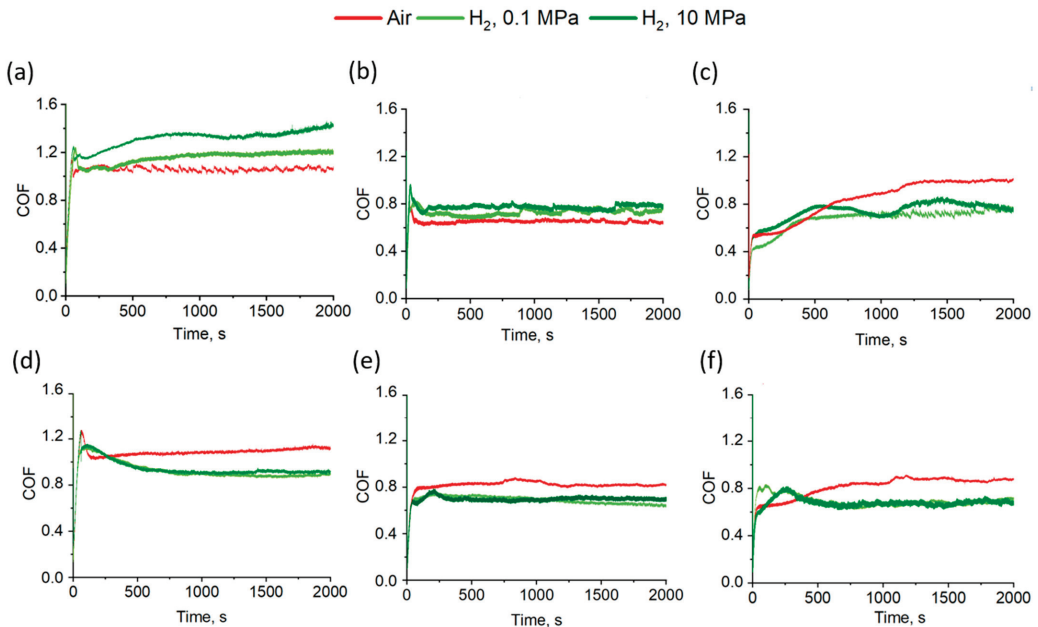 Air H₂, 0.1 MPa H₂, 10 MPa
(a) (b) (c)
1.6 1.6 1.6
1.2 1.2 1.2
COF 0.8 COF 0.8 COF 0.8
0.4 0.4 0.4
0.0 0.0 0.0
0 500 1000 1500 2000 0 500 1000 1500 2000 0 500 1000 1500 2000
Time, s Time, s Time, s
(d) (e) (f)
1.6 1.6 1.6
1.2 1.2 1.2
COF 0.8 COF 0.8 COF 0.8
0.4 0.4 0.4
0.0 0.0 0.0
0 500 1000 1500 2000 0 500 1000 1500 2000 0 500 1000 1500 2000
Time, s Time, s Time, s